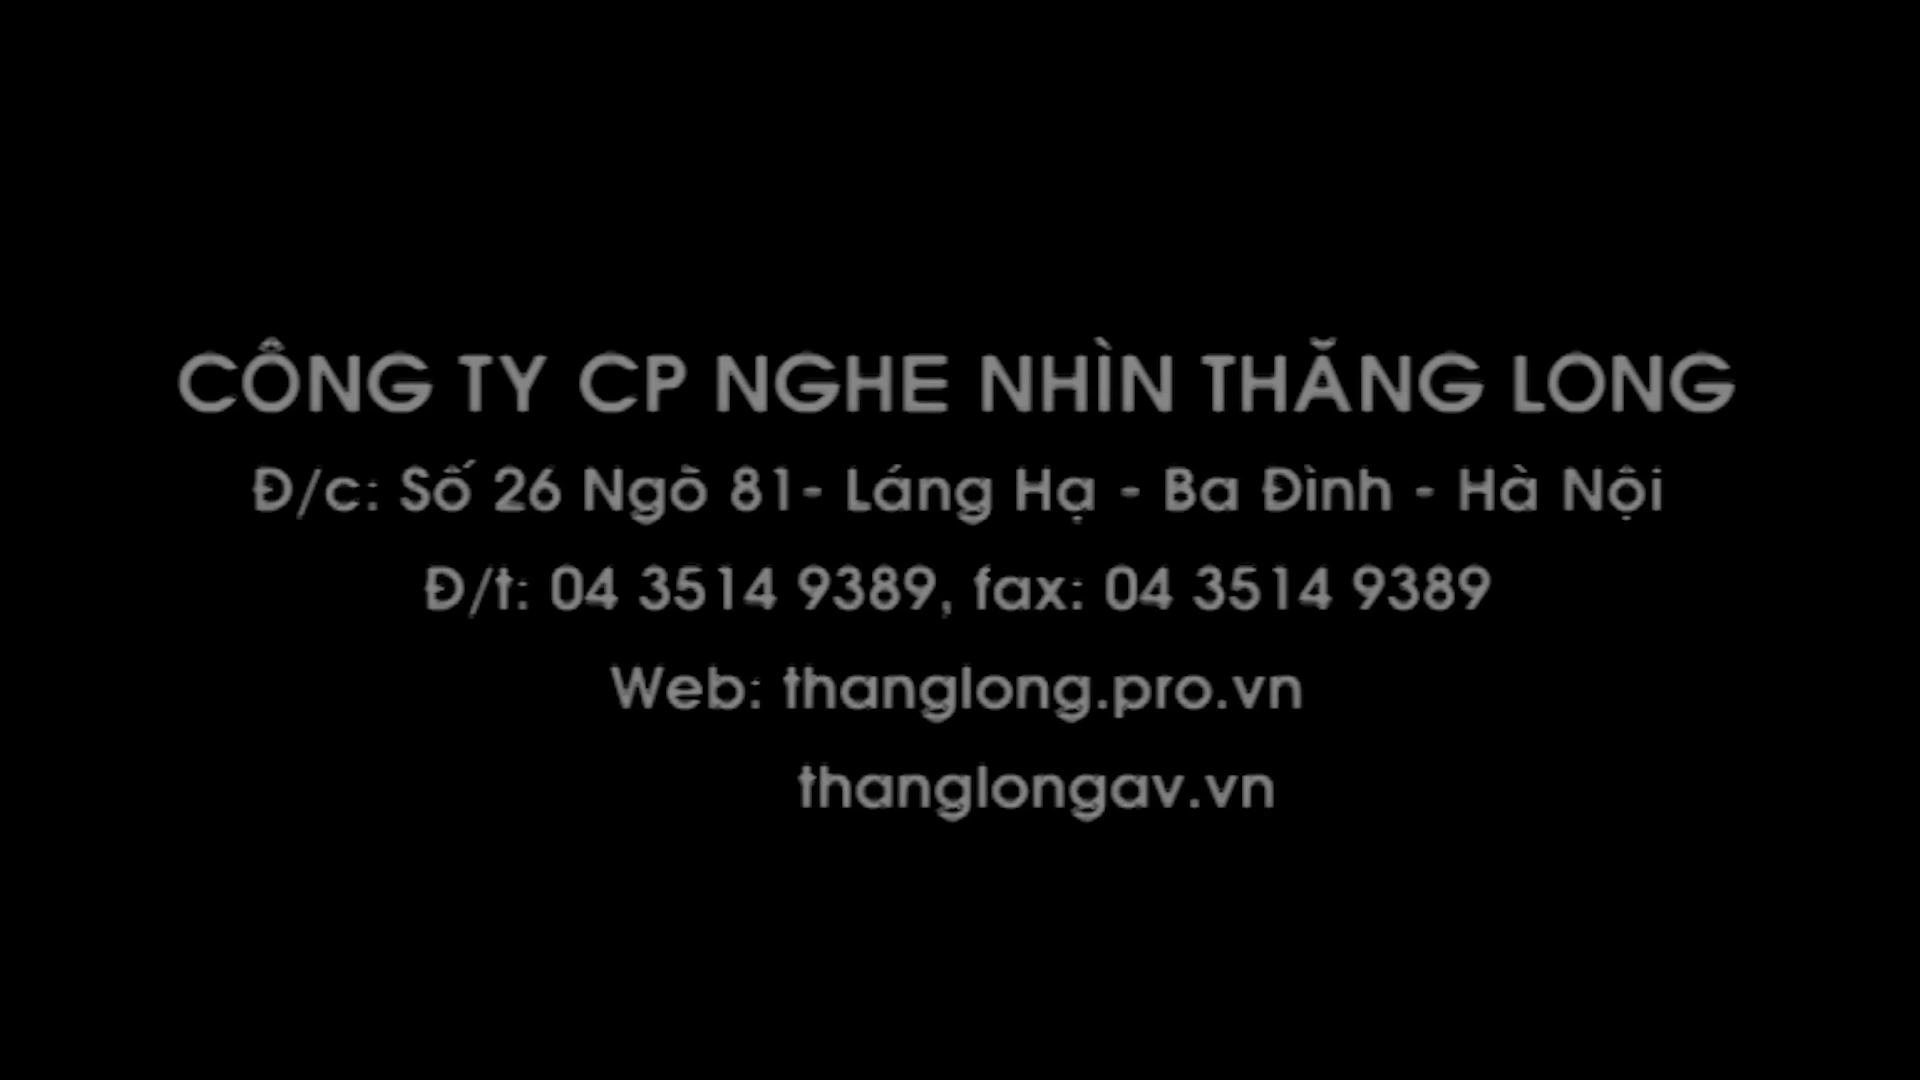 CÔNG TY CP NGHE NHÌN THĂNG LONG
Đ/c: Số 26 Ngõ 81- Láng Hạ - Ba Đình - Hà Nội
Đ/t: 04 3514 9389, fax: 04 3514 9389
Web: thanglong.pro.vn
thanglongav.vn